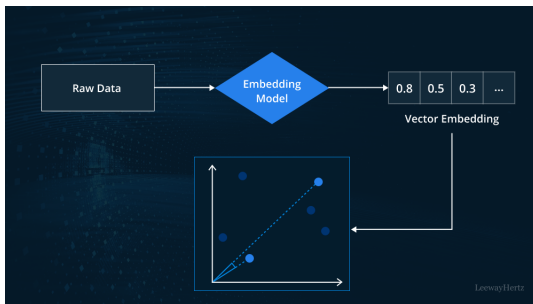 Raw Data
Embedding
Model
0.8 0.5 0.3 ...
Vector Embedding
LeewayHertz